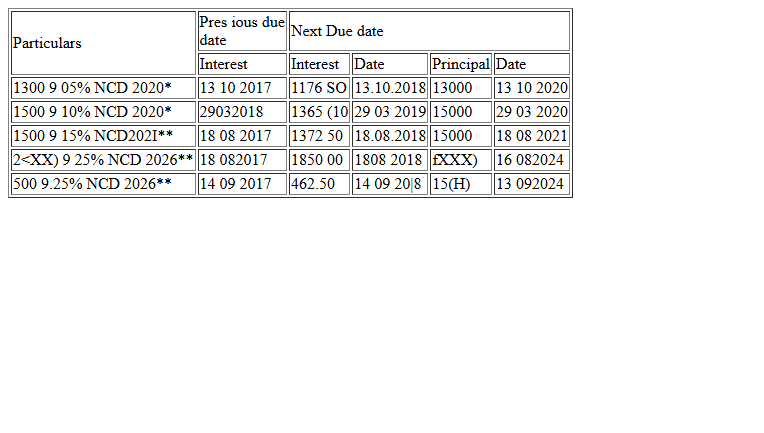 Particulars Pres ious due date Next Due date
Interest Interest Date Principal Date
1300 9 05% NCD 2020* 13 10 2017 1176 SO 13.10.2018 13000 13 10 2020
1500 9 10% NCD 2020* 29032018 1365 (10 29 03 2019 15000 29 03 2020
1500 9 15% NCD202I** 18 08 2017 1372 50 18.08.2018 15000 18 08 2021
2<XX) 9 25% NCD 2026** 18 082017 1850 00 1808 2018 fXXX) 16 082024
500 9.25% NCD 2026** 14 09 2017 462.50 14 09 20|8 15(H) 13 092024